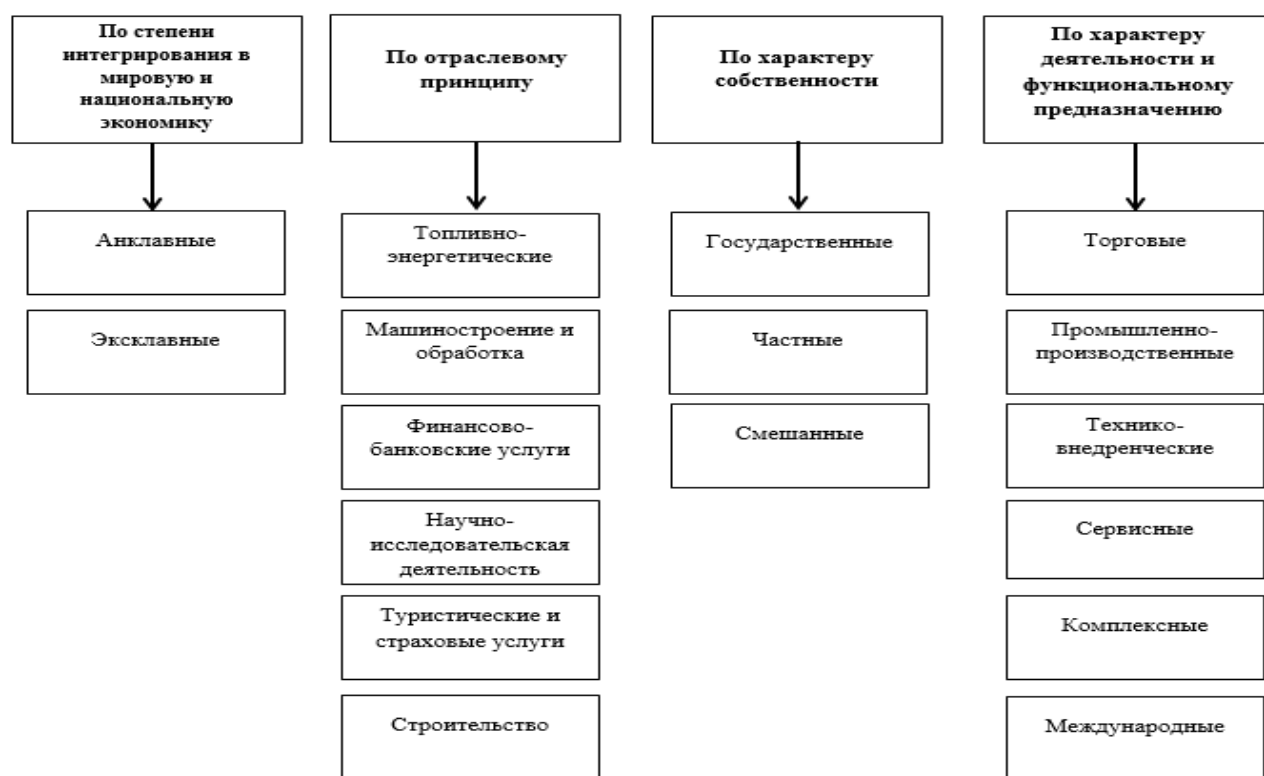 По степени
интегрирования в
мировую и
национальную
экономику
По отраслевому
принципу
По характеру
собственности
По характеру
деятельности и
функциональному
предназначению
Анклавные
Эксклавные
Топливно-
энергетические
Машиностроение и
обработка
Финансово-
банковские услуги
Научно-
исследовательская
деятельность
Туристические и
страховые услуги
Строительство
Государственные
Частные
Смешанные
Торговые
Промышленно-
производственные
Технико-
внедренческие
Сервисные
Комплексные
Международные